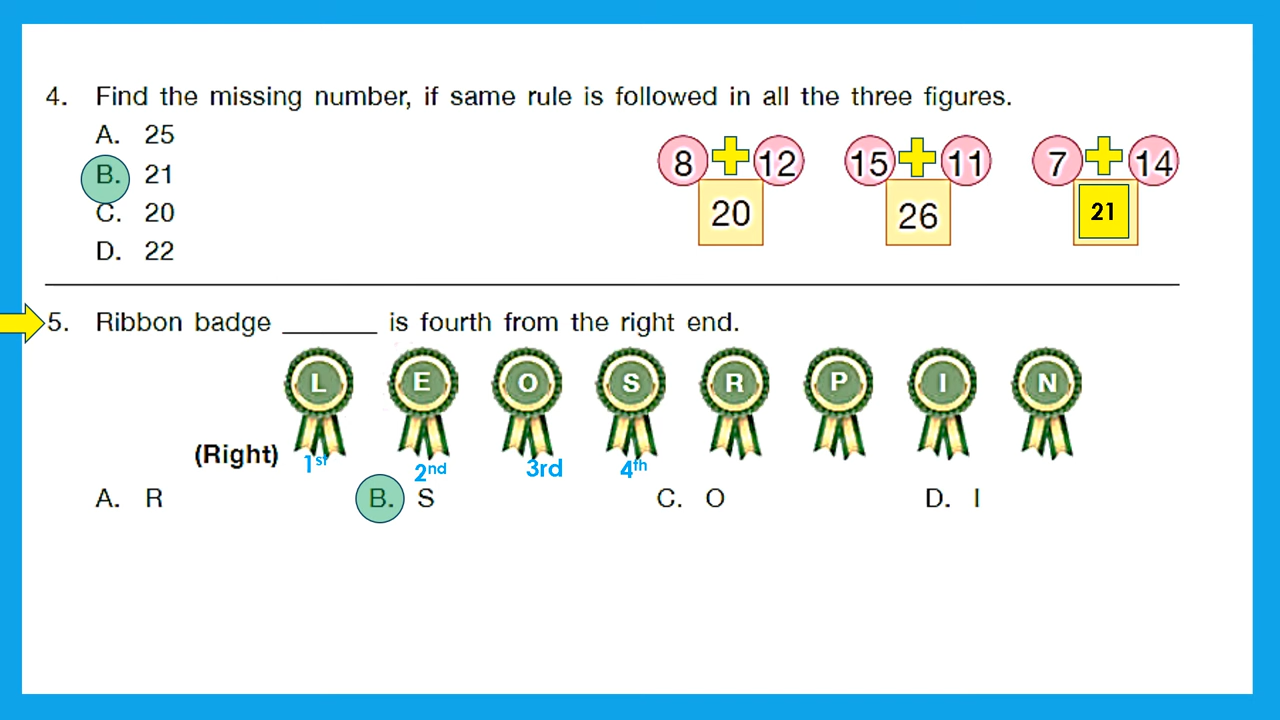 4. Find the missing number, if same rule is followed in all the three figures.
A. 25
B. 21
C. 20
D. 22
8 12 15 11 7 14
20 26 21
5. Ribbon badge ______ is fourth from the right end.
L E O S R P I N
(Right) 1st 2nd 3rd 4th
A. R B. S C. O D. I